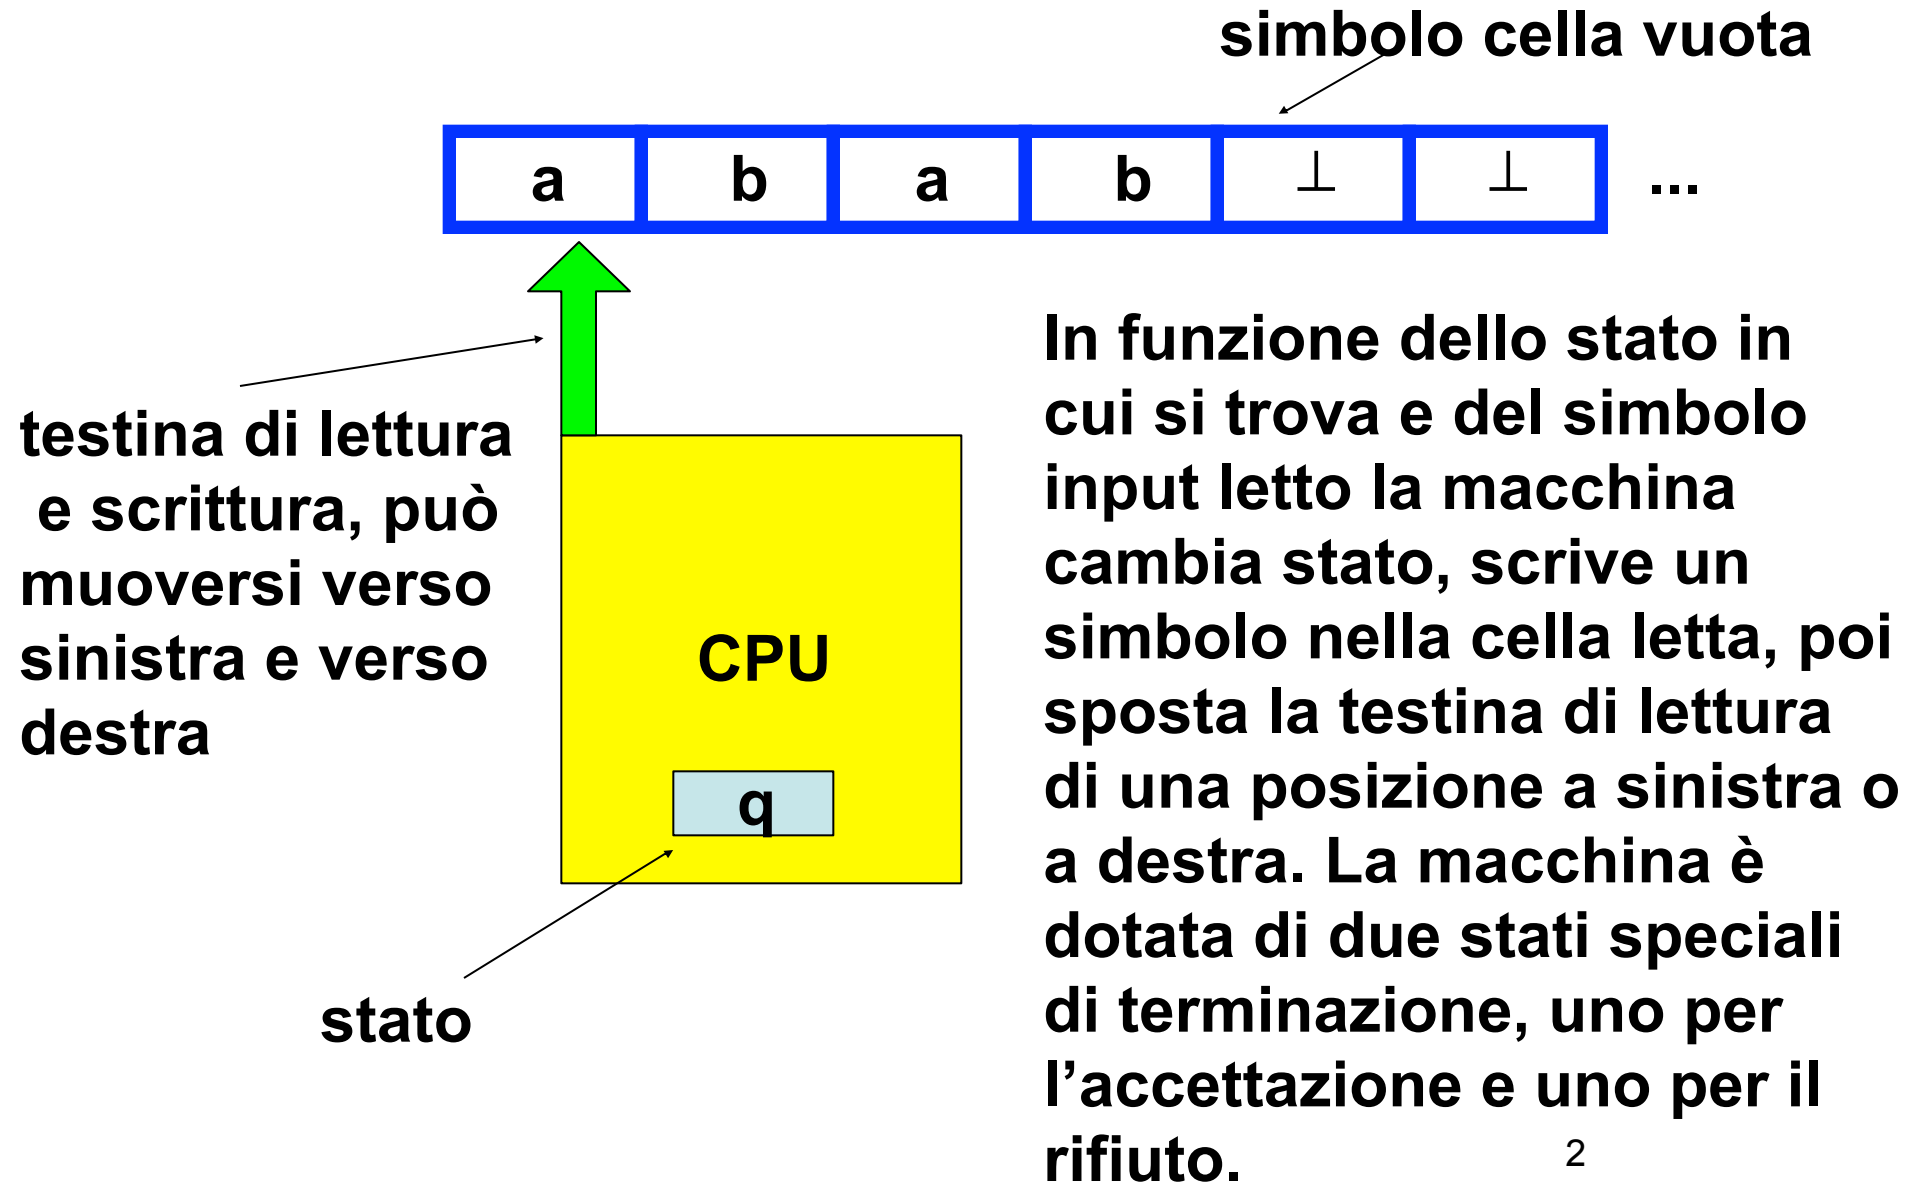 simbolo cella vuota
a b a b ⊥ ⊥ ...
testina di lettura
e scrittura, può
muoversi verso
sinistra e verso
destra
CPU
q
stato
In funzione dello stato in
cui si trova e del simbolo
input letto la macchina
cambia stato, scrive un
simbolo nella cella letta, poi
sposta la testina di lettura
di una posizione a sinistra o
a destra. La macchina è
dotata di due stati speciali
di terminazione, uno per
l’accettazione e uno per il
rifiuto.
2